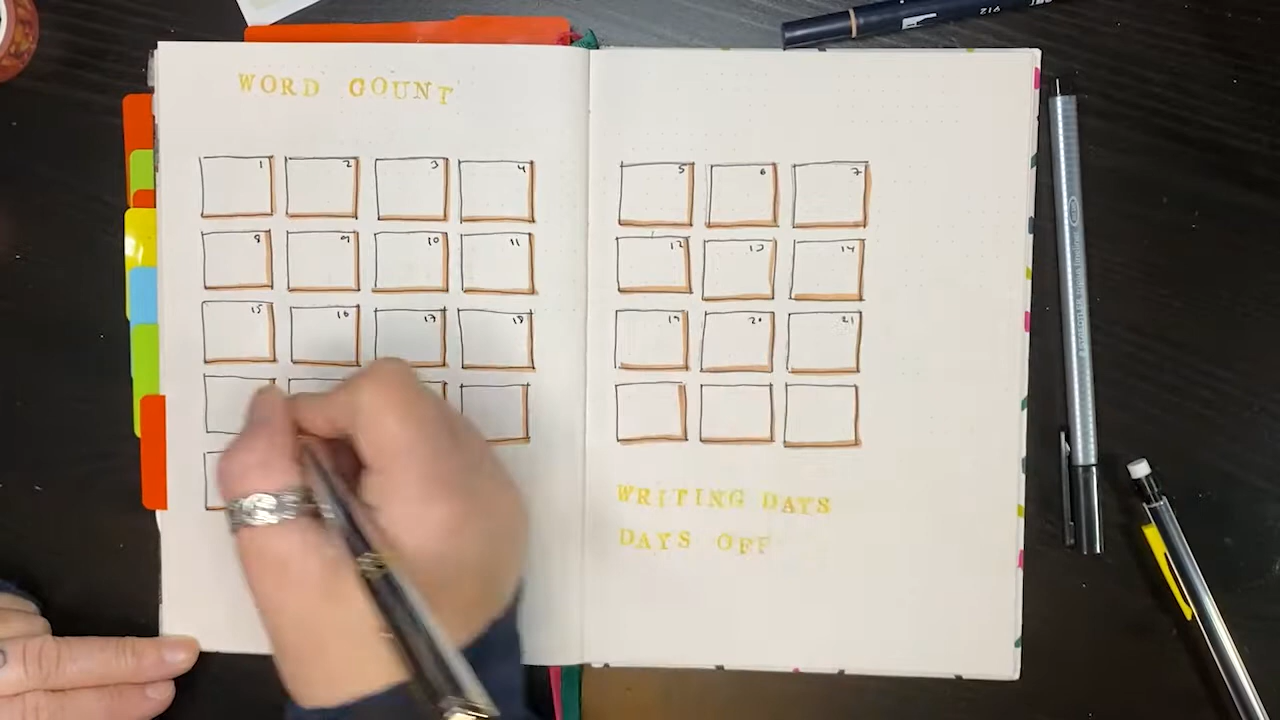 WORD COUNT
1 2 3 4 5 6 7
8 9 10 11 12 13 14
15 16 17 18 19 20 21
WRITING DAYS
DAYS OFF
912